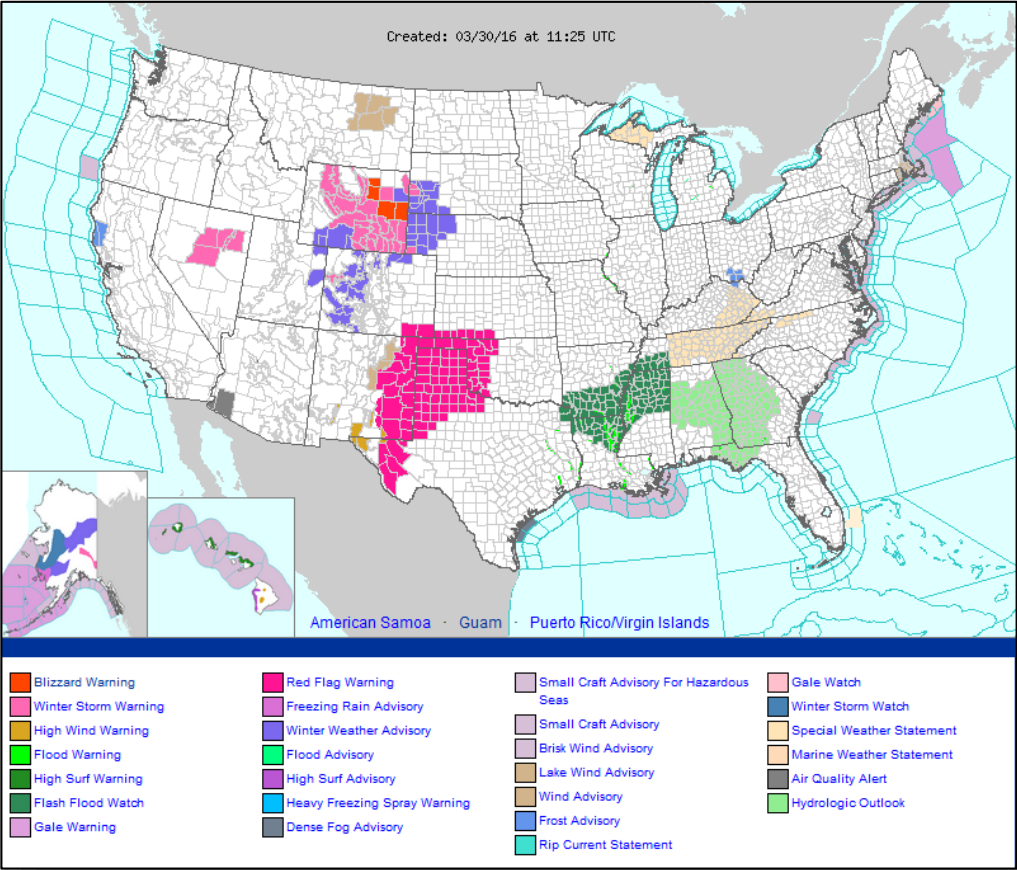 Created: 03/30/16 at 11:25 UTC
American Samoa · Guam · Puerto Rico/Virgin Islands
Blizzard Warning
Winter Storm Warning
High Wind Warning
Flood Warning
High Surf Warning
Flash Flood Watch
Gale Warning
Red Flag Warning
Freezing Rain Advisory
Winter Weather Advisory
Flood Advisory
High Surf Advisory
Heavy Freezing Spray Warning
Dense Fog Advisory
Small Craft Advisory For Hazardous
Seas
Small Craft Advisory
Brisk Wind Advisory
Lake Wind Advisory
Wind Advisory
Frost Advisory
Rip Current Statement
Gale Watch
Winter Storm Watch
Special Weather Statement
Marine Weather Statement
Air Quality Alert
Hydrologic Outlook